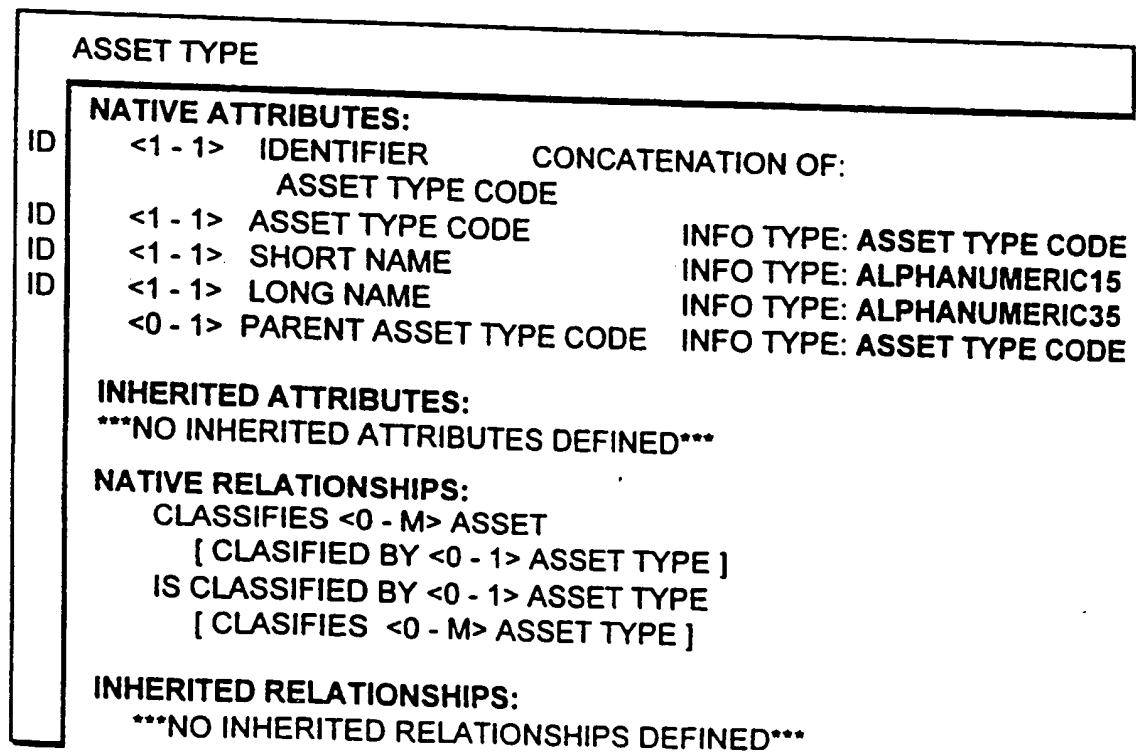 ASSET TYPE
NATIVE ATTRIBUTES:
ID <1 - 1> IDENTIFIER CONCATENATION OF:
ASSET TYPE CODE
ID <1 - 1> ASSET TYPE CODE INFO TYPE: ASSET TYPE CODE
ID <1 - 1> SHORT NAME INFO TYPE: ALPHANUMERIC15
ID <1 - 1> LONG NAME INFO TYPE: ALPHANUMERIC35
<0 - 1> PARENT ASSET TYPE CODE INFO TYPE: ASSET TYPE CODE
INHERITED ATTRIBUTES:
***NO INHERITED ATTRIBUTES DEFINED***
NATIVE RELATIONSHIPS:
CLASSIFIES <0 - M> ASSET
[ CLASIFIED BY <0 - 1> ASSET TYPE ]
IS CLASSIFIED BY <0 - 1> ASSET TYPE
[ CLASIFIES <0 - M> ASSET TYPE ]
INHERITED RELATIONSHIPS:
***NO INHERITED RELATIONSHIPS DEFINED***